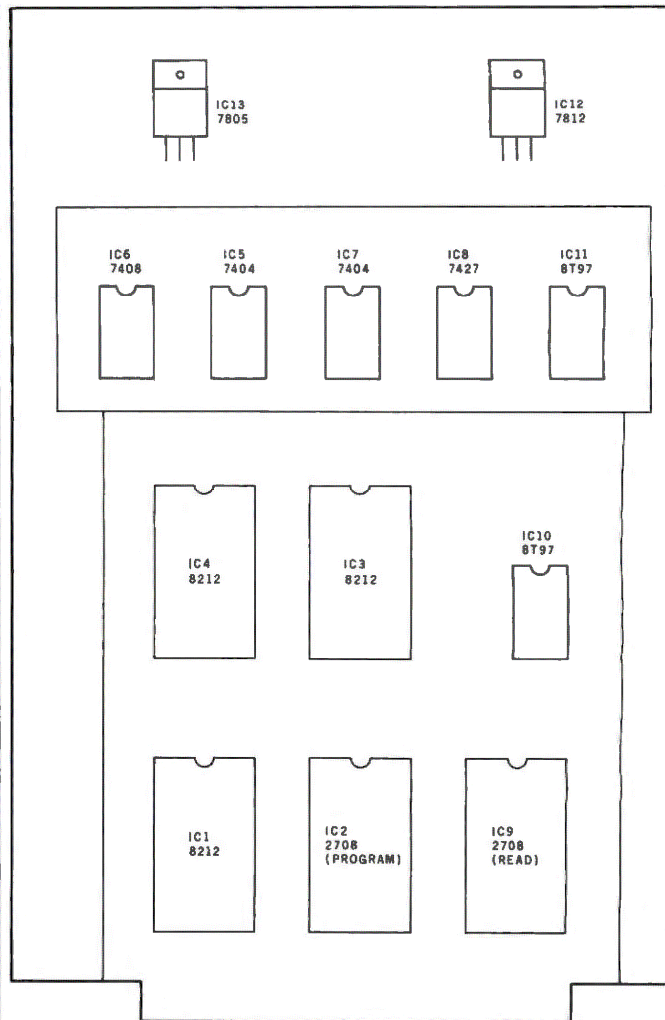 IC13
7805
IC12
7812
IC6
7408
IC5
7404
IC7
7404
IC8
7427
IC11
8T97
IC4
8212
IC3
8212
IC10
8T97
IC1
8212
IC2
2708
(PROGRAM)
IC9
2708
(READ)